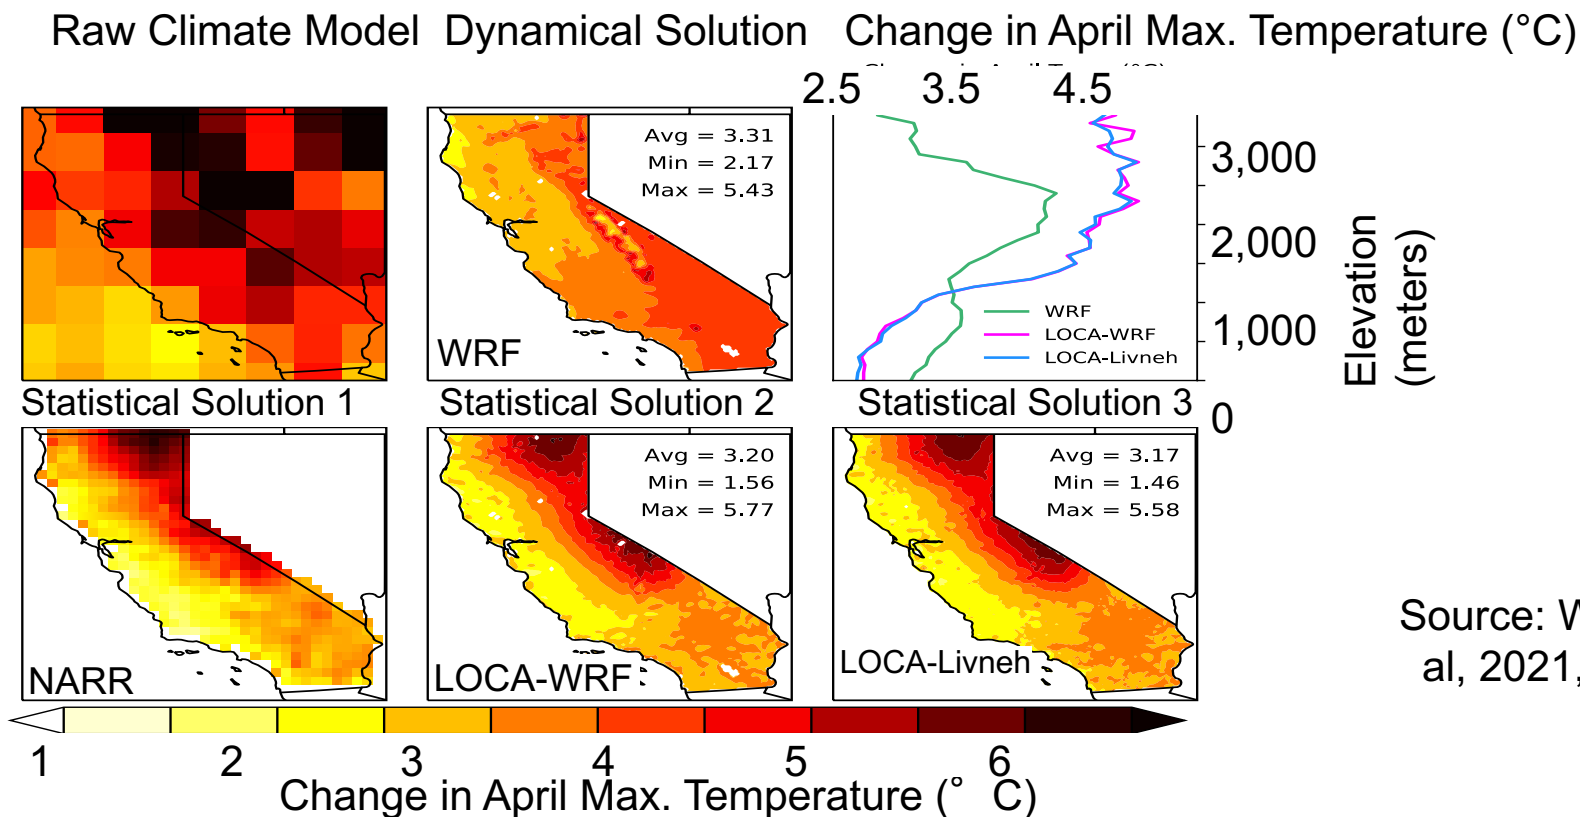 Raw Climate Model
Dynamical Solution
Change in April Max. Temperature (°C)
2.5 3.5 4.5
Avg = 3.31
Min = 2.17
Max = 5.43
WRF
WRF
LOCA-WRF
LOCA-Livneh
3,000
2,000
1,000
0
Elevation
(meters)
Statistical Solution 1
Statistical Solution 2
Statistical Solution 3
NARR
Avg = 3.20
Min = 1.56
Max = 5.77
LOCA-WRF
Avg = 3.17
Min = 1.46
Max = 5.58
LOCA-Livneh
Source: W
al, 2021,
1 2 3 4 5 6
Change in April Max. Temperature (° C)